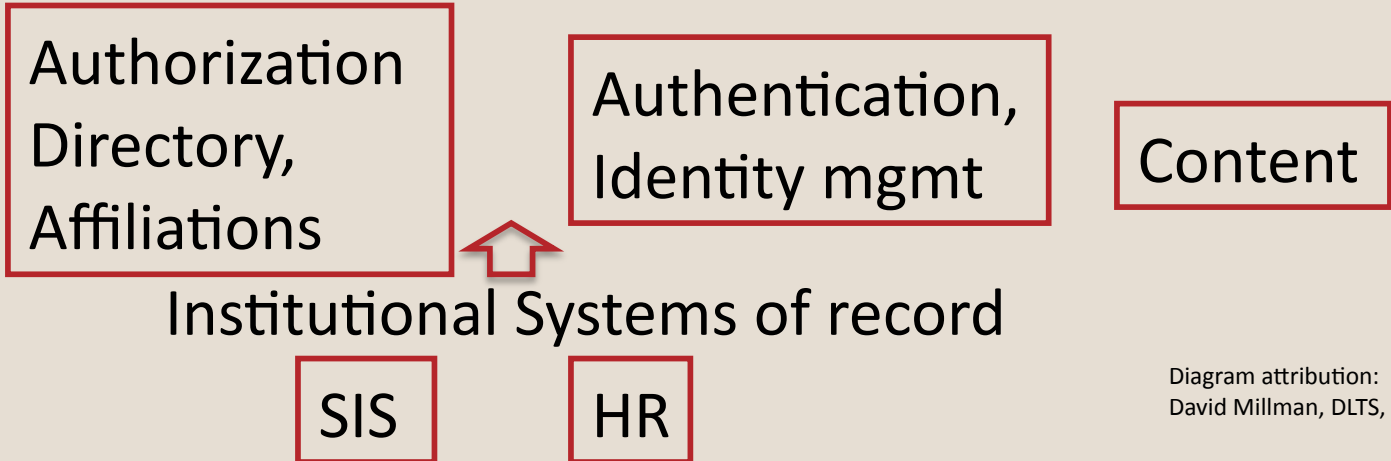 Authorization
Directory,
Affiliations
Authentication,
Identity mgmt
Content
Institutional Systems of record
SIS
HR
Diagram attribution:
David Millman, DLTS,